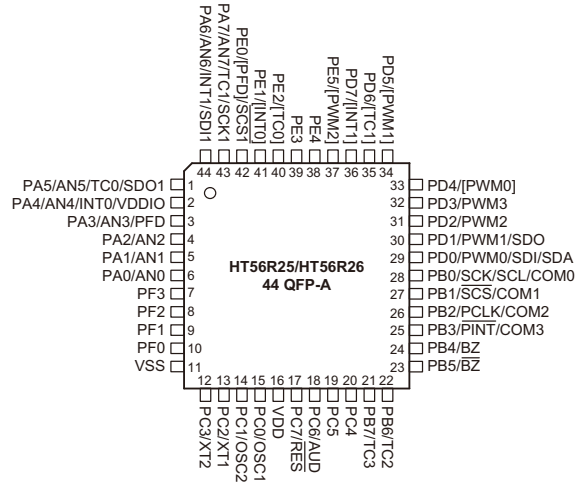 PA6/AN6/INT1/SDI1
PA7/AN7/TC1/SCK1
PE0/[PFD]/SCS1
PE1/[INT0]
PE2/[TC0]
PE3
PE4
PE5/[PWM2]
PD7/[INT1]
PD6/[TC1]
PD5/[PWM1]
44 43 42 41 40 39 38 37 36 35 34
PA5/AN5/TC0/SDO1 1
PA4/AN4/INT0/VDDIO 2
PA3/AN3/PFD 3
PA2/AN2 4
PA1/AN1 5
PA0/AN0 6
PF3 7
PF2 8
PF1 9
PF0 10
VSS 11
HT56R25/HT56R26
44 QFP-A
33 PD4/[PWM0]
32 PD3/PWM3
31 PD2/PWM2
30 PD1/PWM1/SDO
29 PD0/PWM0/SDI/SDA
28 PB0/SCK/SCL/COM0
27 PB1/SCS/COM1
26 PB2/PCLK/COM2
25 PB3/PINT/COM3
24 PB4/BZ
23 PB5/BZ
12 13 14 15 16 17 18 19 20 21 22
PC3/XT2
PC2/XT1
PC1/OSC2
PC0/OSC1
VDD
PC7/RES
PC6/AUD
PC5
PC4
PB7/TC3
PB6/TC2